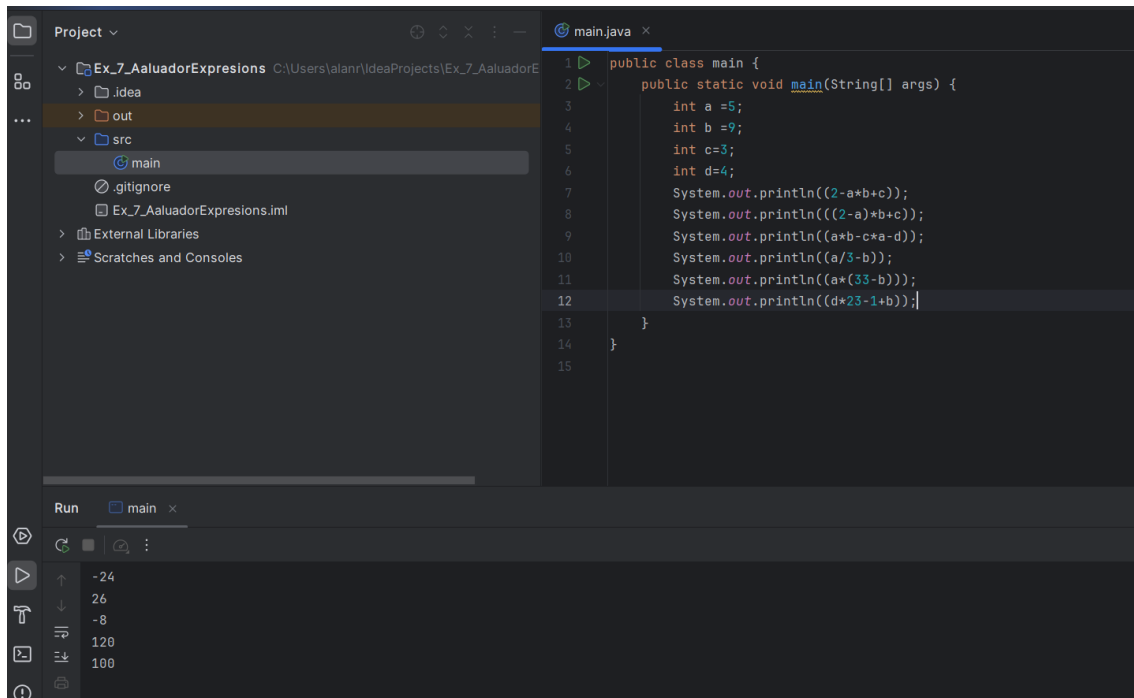 Project
main.java
Ex_7_AaluadorExpresions C:\Users\alanr\IdeaProjects\Ex_7_AaluadorE
.idea
out
src
main
.gitignore
Ex_7_AaluadorExpresions.iml
External Libraries
Scratches and Consoles
1 public class main {
2 public static void main(String[] args) {
3 int a =5;
4 int b =9;
5 int c=3;
6 int d=4;
7 System.out.println((2-a*b+c));
8 System.out.println(((2-a)*b+c));
9 System.out.println((a*b-c*a-d));
10 System.out.println((a/3-b));
11 System.out.println((a*(33-b)));
12 System.out.println((d*23-1+b));
13 }
14 }
15
Run main
-24
26
-8
120
100